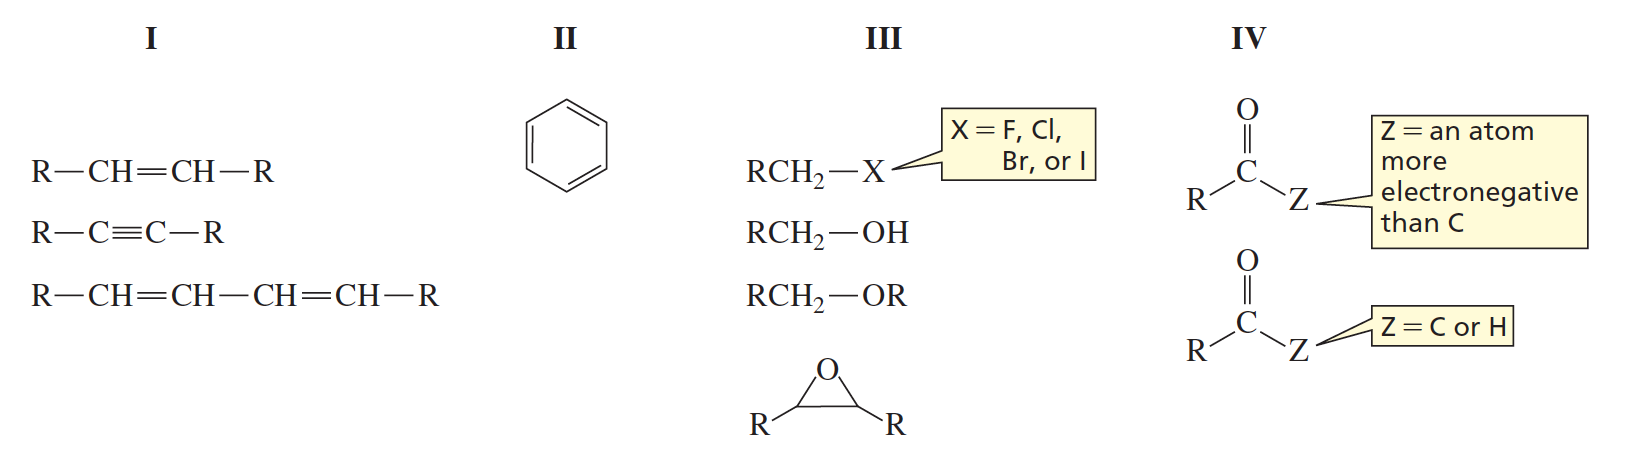 I
II
III
IV
R—CH=CH—R
R—C≡C—R
R—CH=CH—CH=CH—R
RCH₂—X
X = F, Cl,
Br, or I
RCH₂—OH
RCH₂—OR
O
R
R
O
C
R
Z
Z = an atom
more
electronegative
than C
O
C
R
Z
Z = C or H